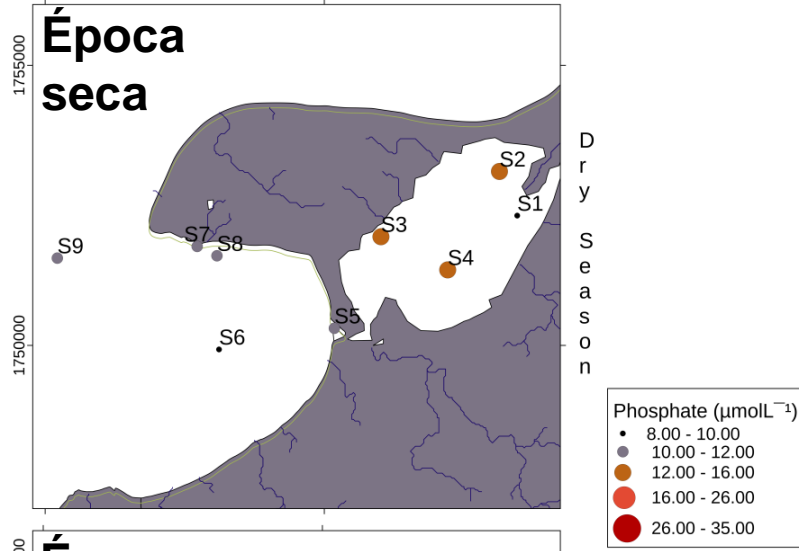 Época
seca
1755000
1750000
S2
S1
S3
S4
S7
S8
S9
S5
S6
Dry Season
Phosphate (µmolL⁻¹)
8.00 - 10.00
10.00 - 12.00
12.00 - 16.00
16.00 - 26.00
26.00 - 35.00